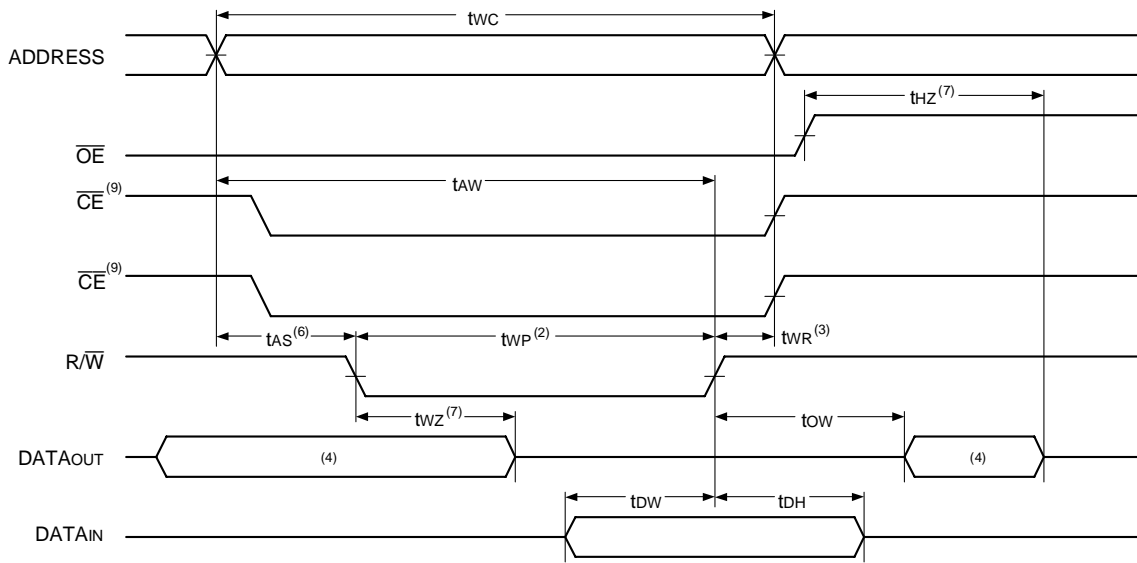 tWC
ADDRESS
tHZ(7)
OE
tAW
CE(9)
CE(9)
tAS(6) tWP(2) tWR(3)
R/W
tWZ(7) tOW
DATAOUT (4) (4)
tDW tDH
DATAIN